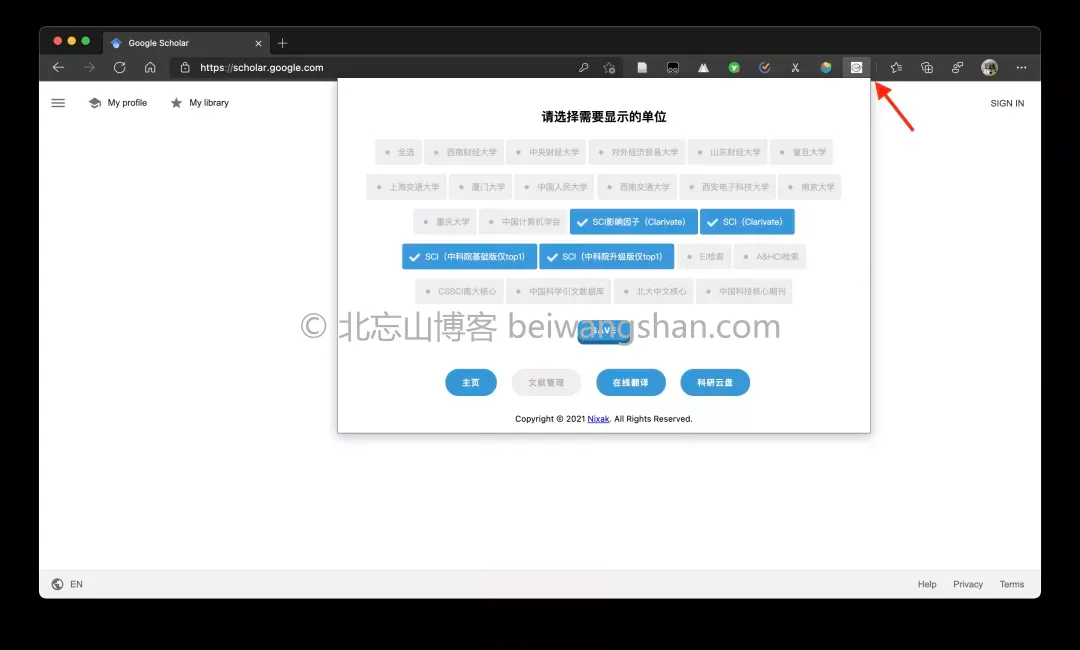 Google Scholar
https://scholar.google.com
My profile
My library
SIGN IN
请选择需要显示的单位
全选 西南财经大学 中央财经大学 对外经济贸易大学 山东财经大学 复旦大学
上海交通大学 厦门大学 中国人民大学 西南交通大学 西安电子科技大学 南京大学
重庆大学 中国计算机学会 SCI影响因子（Clarivate） SCI（Clarivate）
SCI（中科院基础版仅top1） SCI（中科院升级版仅top1） EI检索 A&HCI检索
CSSCI南大核心 中国科学引文数据库 北大中文核心 中国科技核心期刊
SAVE
© 北忘山博客 beiwangshan.com
主页 文献管理 在线翻译 科研云盘
Copyright © 2021 Nixak. All Rights Reserved.
EN
Help Privacy Terms